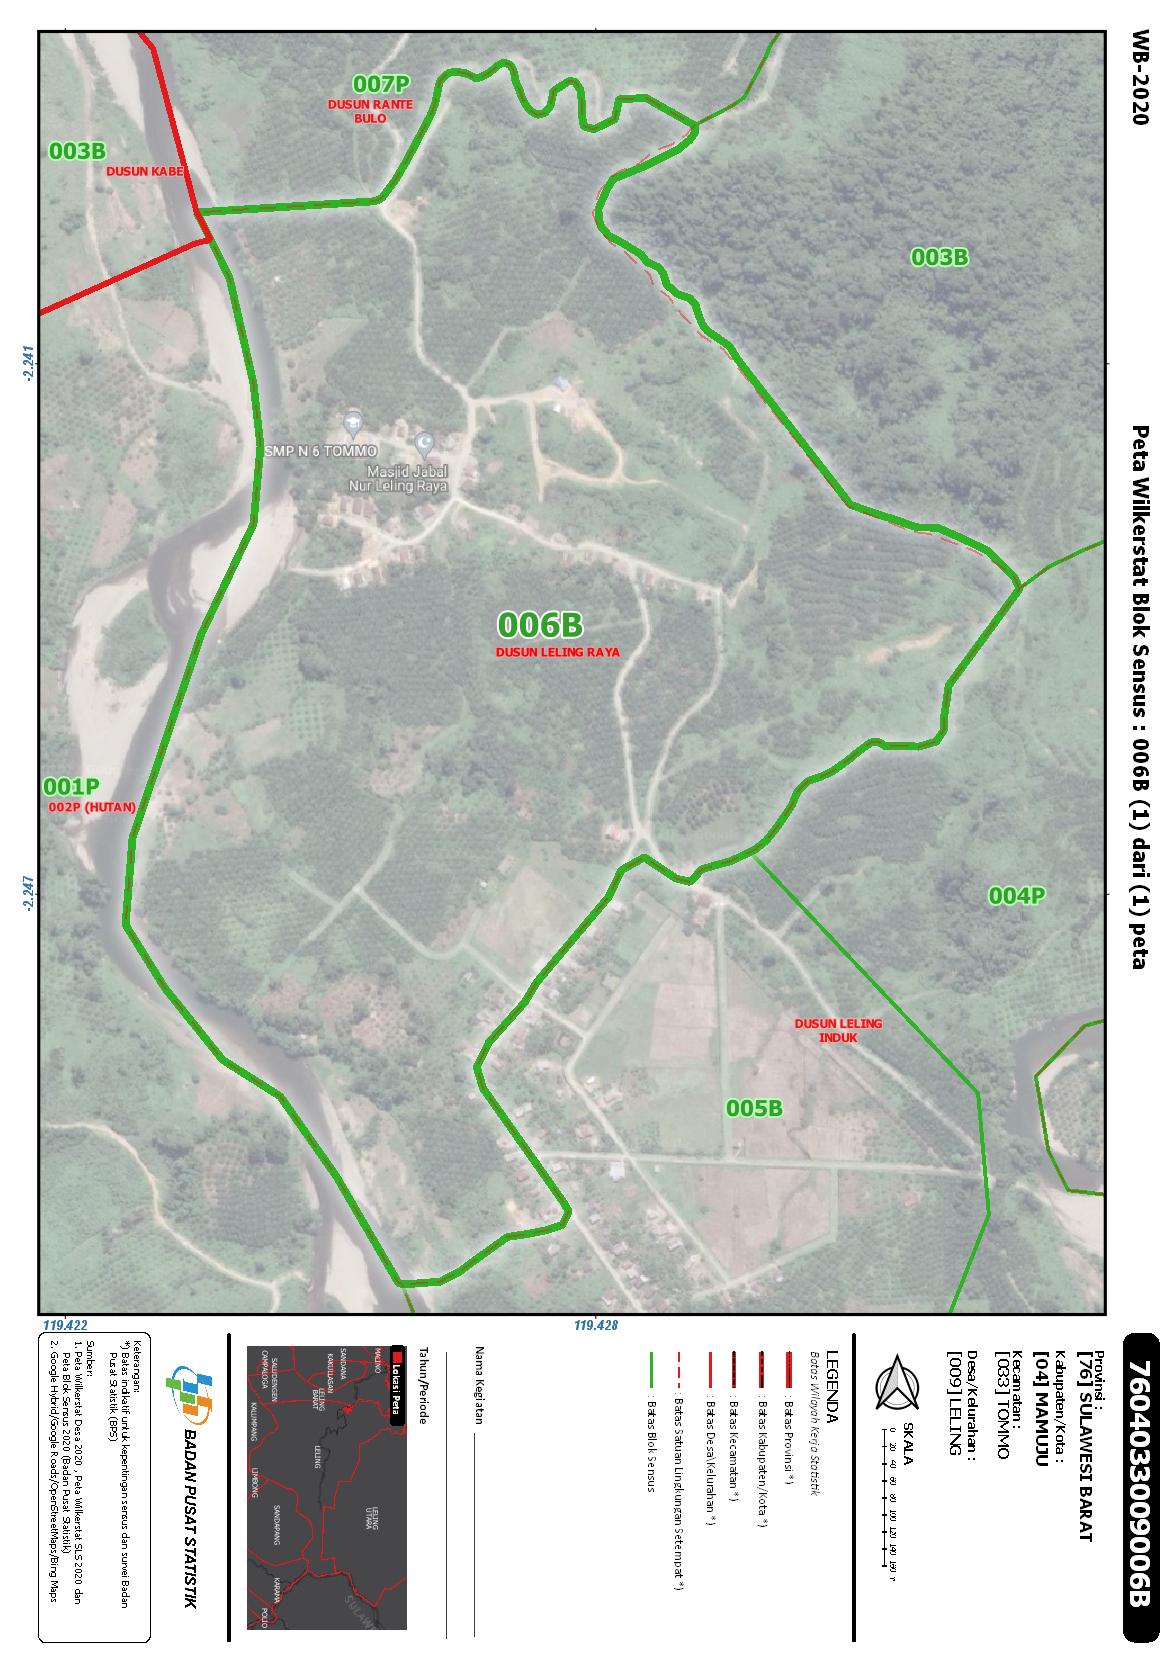 WB-2020
Peta Wilkerstat Blok Sensus : 006B (1) dari (1) peta
007P
DUSUN RANTE
BULO
003B
DUSUN KABE
003B
-2.241
SMP N 6 TOMMO
Masjid Jabal
Nur Leling Raya
006B
DUSUN LELING RAYA
001P
002P (HUTAN)
-2.247
004P
DUSUN LELING
INDUK
005B
119.422
119.428
7604033009006B
Provinsi :
[76] SULAWESI BARAT
Kabupaten/Kota :
[04] MAMUJU
Kecamatan :
[033] TOMMO
Desa/Kelurahan :
[009] LELING
SKALA
0 20 40 60 80 100 120 140 160 m
LEGENDA
Batas Wilayah Kerja Statistik
: Batas Provinsi *)
: Batas Kabupaten/Kota *)
: Batas Kecamatan *)
: Batas Desa\Kelurahan *)
: Batas Satuan Lingkungan Setempat *)
: Batas Blok Sensus
Nama Kegiatan
Tahun/Periode
Lokasi Peta
MALINO
SANDANA
KAKULLASAN
LELING
BARAT
SALUDENGEN
CAMPALOGA
KALUMPANG
LELING
LIMBONG
LELING
UTARA
SANDAPANG
KARAMA
POLIO
SULAW
BADAN PUSAT STATISTIK
Keterangan:
*) Batas indikatif untuk kepentingan sensus dan survei Badan
Pusat Statistik (BPS)
Sumber:
1. Peta Wilkerstat Desa 2020 , Peta Wilkerstat SLS 2020 dan
Peta Blok Sensus 2020 (Badan Pusat Statistik)
2. Google Hybrid/Google Roads/OpenStreetMaps/Bing Maps